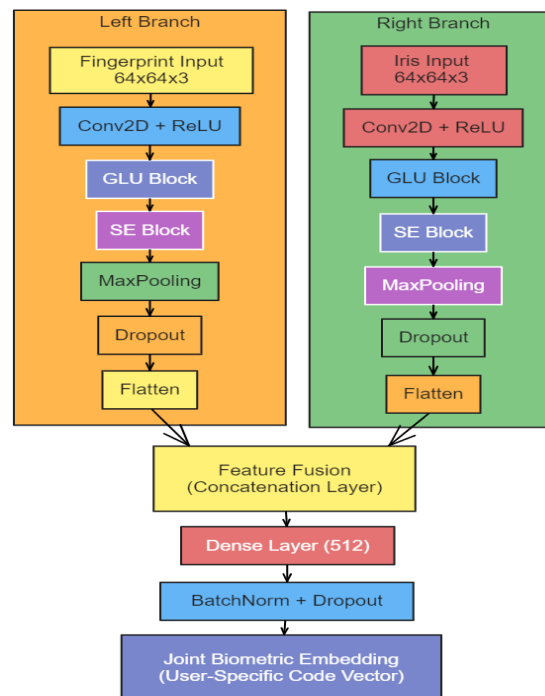 Left Branch
Fingerprint Input
64x64x3
Conv2D + ReLU
GLU Block
SE Block
MaxPooling
Dropout
Flatten
Right Branch
Iris Input
64x64x3
Conv2D + ReLU
GLU Block
SE Block
MaxPooling
Dropout
Flatten
Feature Fusion
(Concatenation Layer)
Dense Layer (512)
BatchNorm + Dropout
Joint Biometric Embedding
(User-Specific Code Vector)